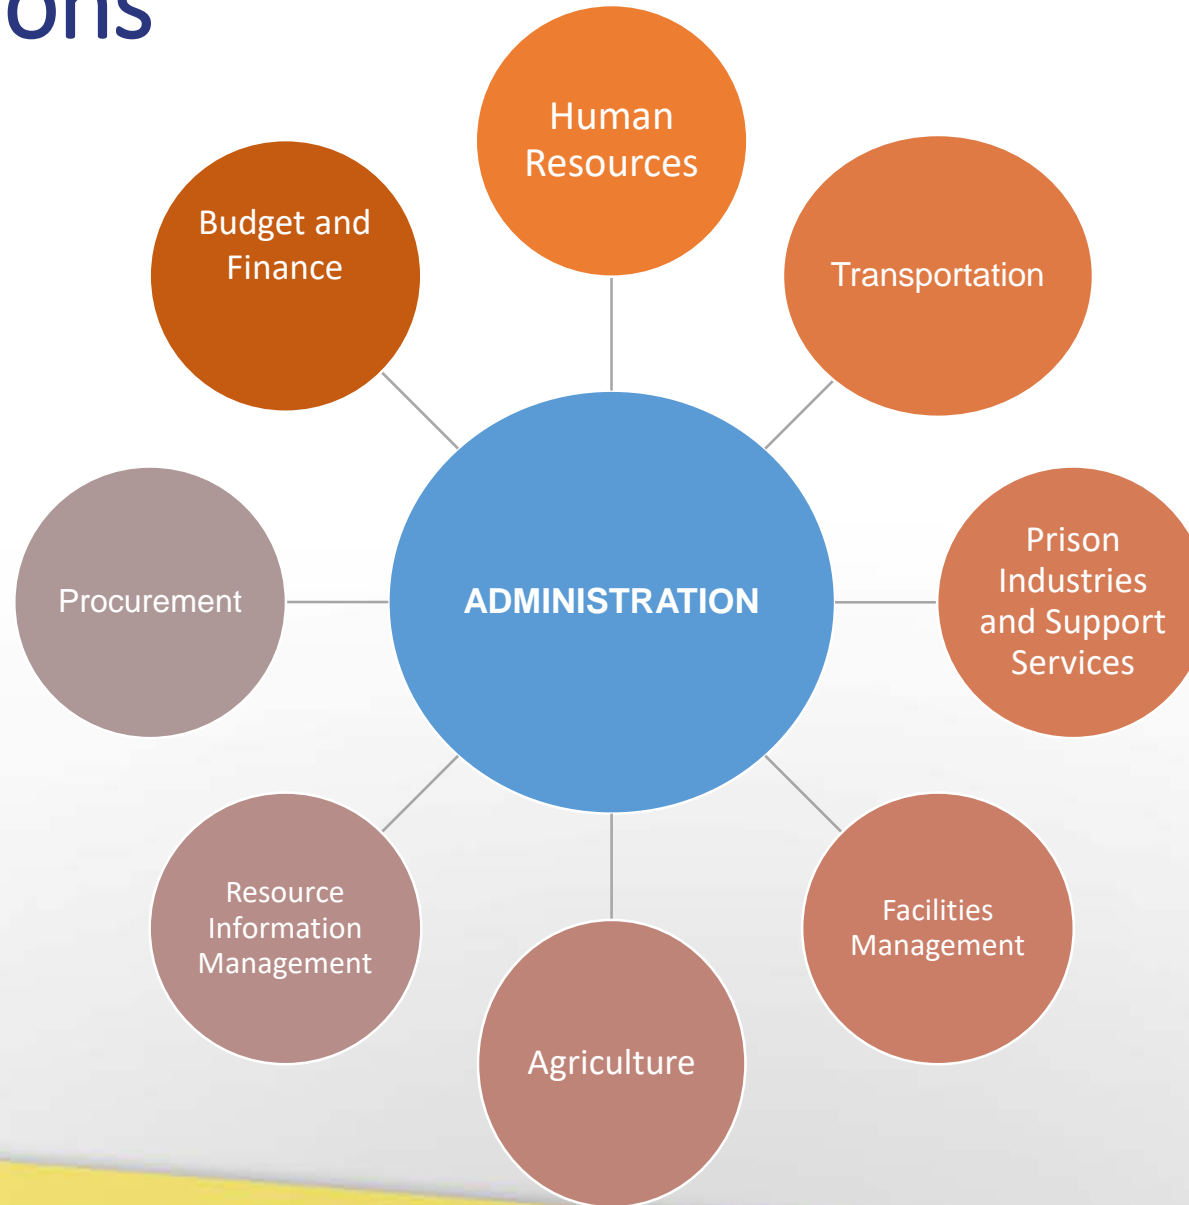 ons
Human
Resources
Transportation
Prison
Industries
and Support
Services
Facilities
Management
Agriculture
Resource
Information
Management
Procurement
Budget and
Finance
ADMINISTRATION